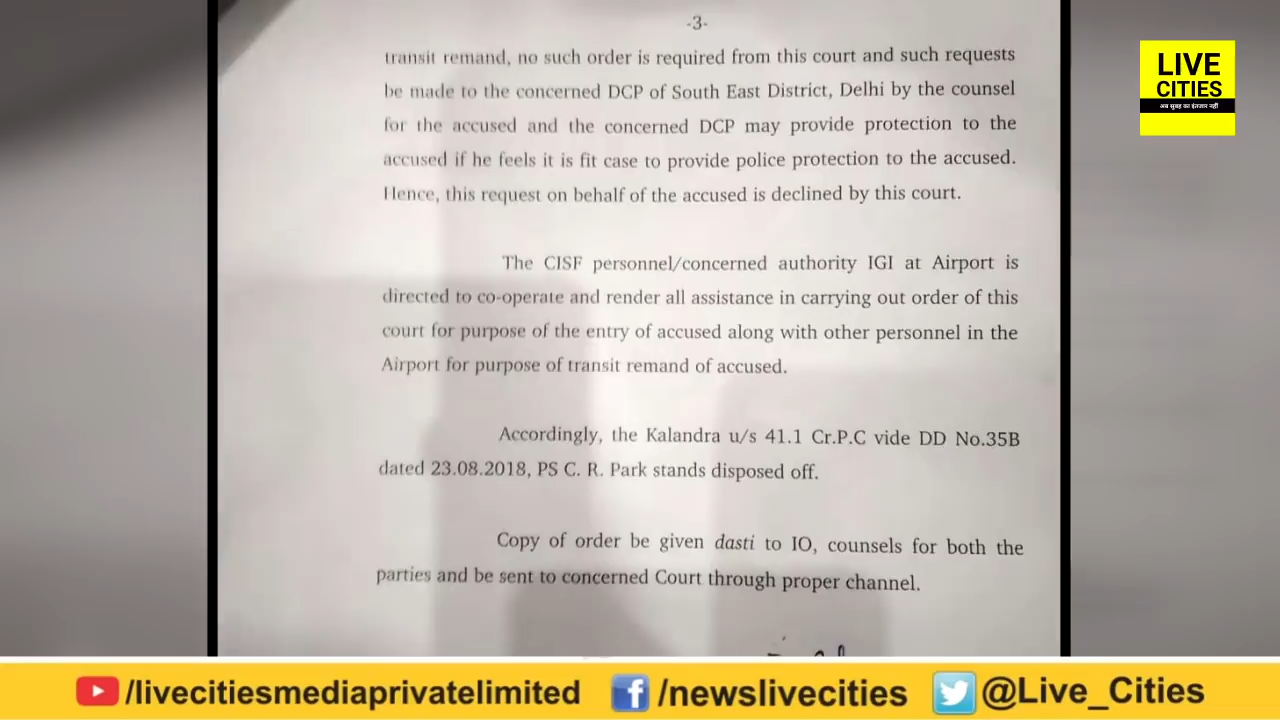 -3-
transit remand, no such order is required from this court and such requests
be made to the concerned DCP of South East District, Delhi by the counsel
for the accused and the concerned DCP may provide protection to the
accused if he feels it is fit case to provide police protection to the accused.
Hence, this request on behalf of the accused is declined by this court.
The CISF personnel/concerned authority IGI at Airport is
directed to co-operate and render all assistance in carrying out order of this
court for purpose of the entry of accused along with other personnel in the
Airport for purpose of transit remand of accused.
Accordingly, the Kalandra u/s 41.1 Cr.P.C vide DD No.35B
dated 23.08.2018, PS C. R. Park stands disposed off.
Copy of order be given dasti to IO, counsels for both the
parties and be sent to concerned Court through proper channel.
LIVE
CITIES
अब सुबह का इंतजार नहीं
/livecitiesmediaprivatelimited
/newslivecities
@Live_Cities